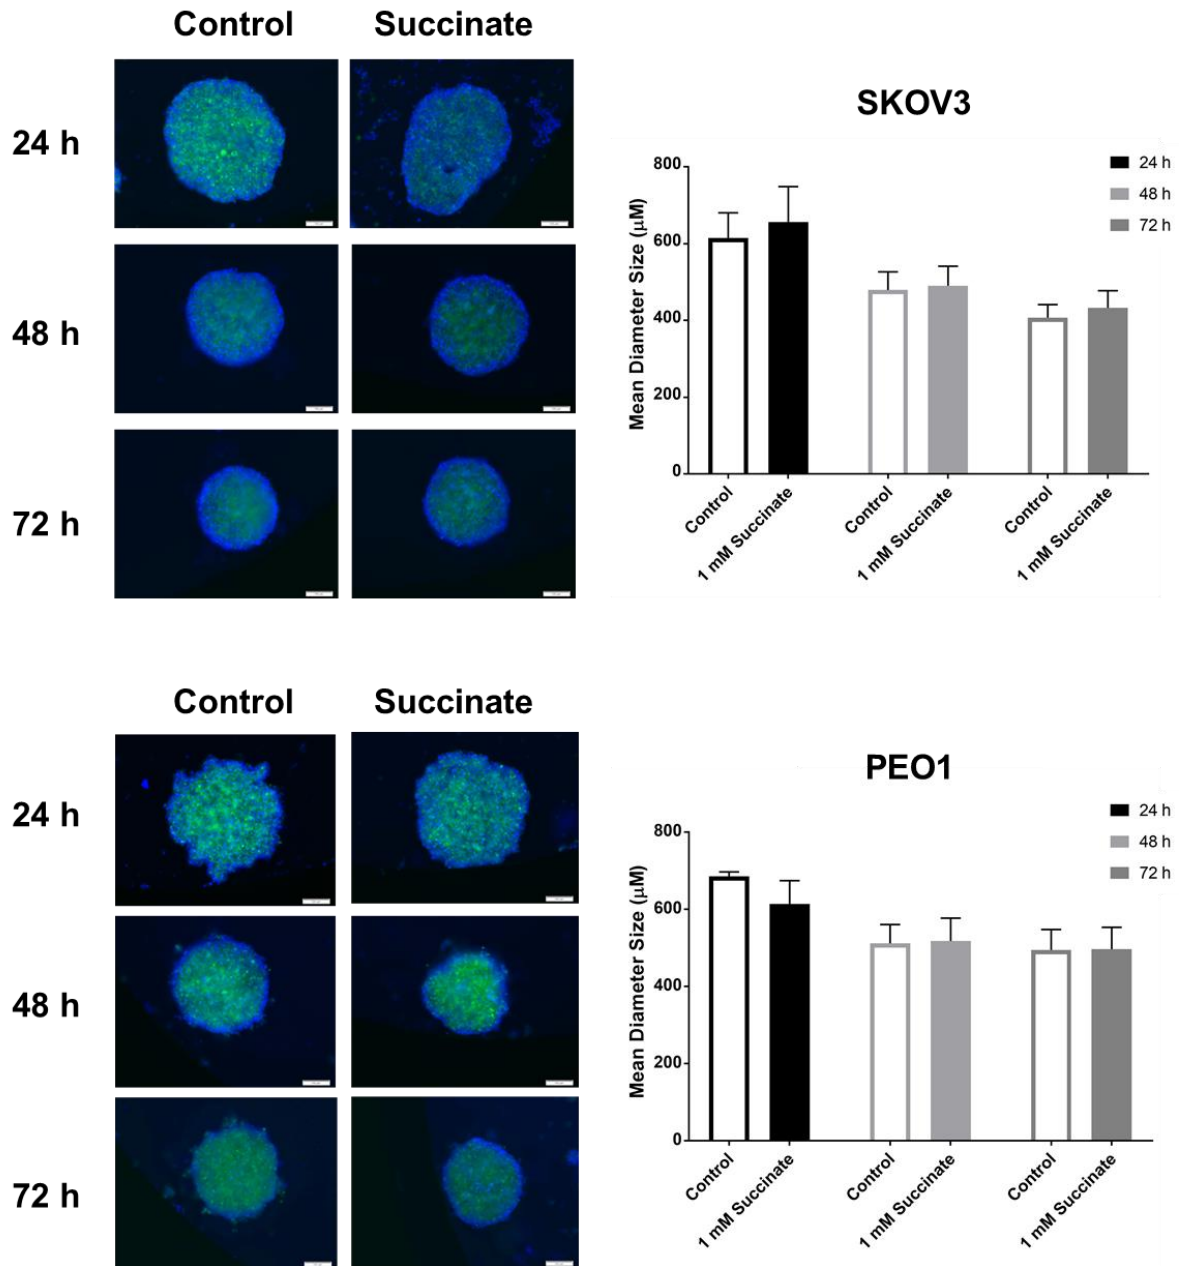 Control Succinate
24 h
48 h
72 h
SKOV3
24 h
48 h
72 h
Mean Diameter Size (μM)
800
600
400
200
0
Control
1 mM Succinate
Control
1 mM Succinate
Control
1 mM Succinate
Control Succinate
24 h
48 h
72 h
PEO1
24 h
48 h
72 h
Mean Diameter Size (μM)
800
600
400
200
0
Control
1 mM Succinate
Control
1 mM Succinate
Control
1 mM Succinate